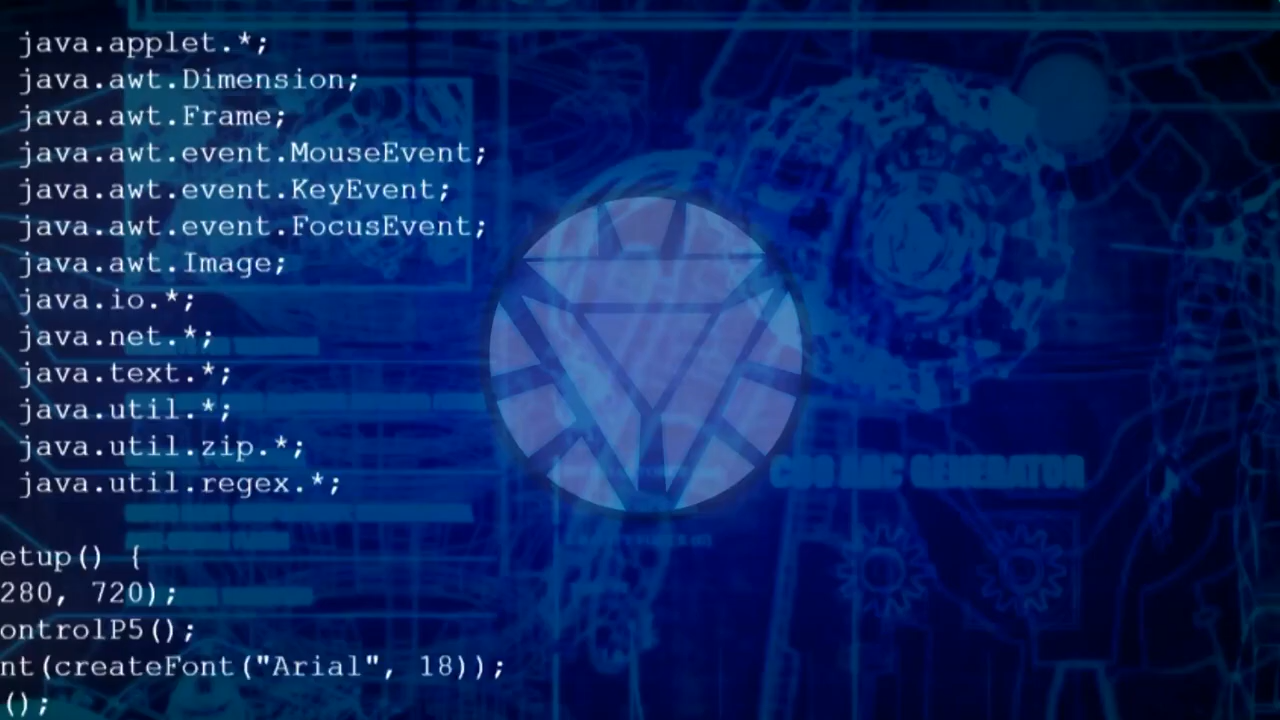 java.applet.*;
java.awt.Dimension;
java.awt.Frame;
java.awt.event.MouseEvent;
java.awt.event.KeyEvent;
java.awt.event.FocusEvent;
java.awt.Image;
java.io.*;
java.net.*;
java.text.*;
java.util.*;
java.util.zip.*;
java.util.regex.*;
GENERATOR
etup() {
280, 720);
ontrolP5();
nt(createFont("Arial", 18));
();